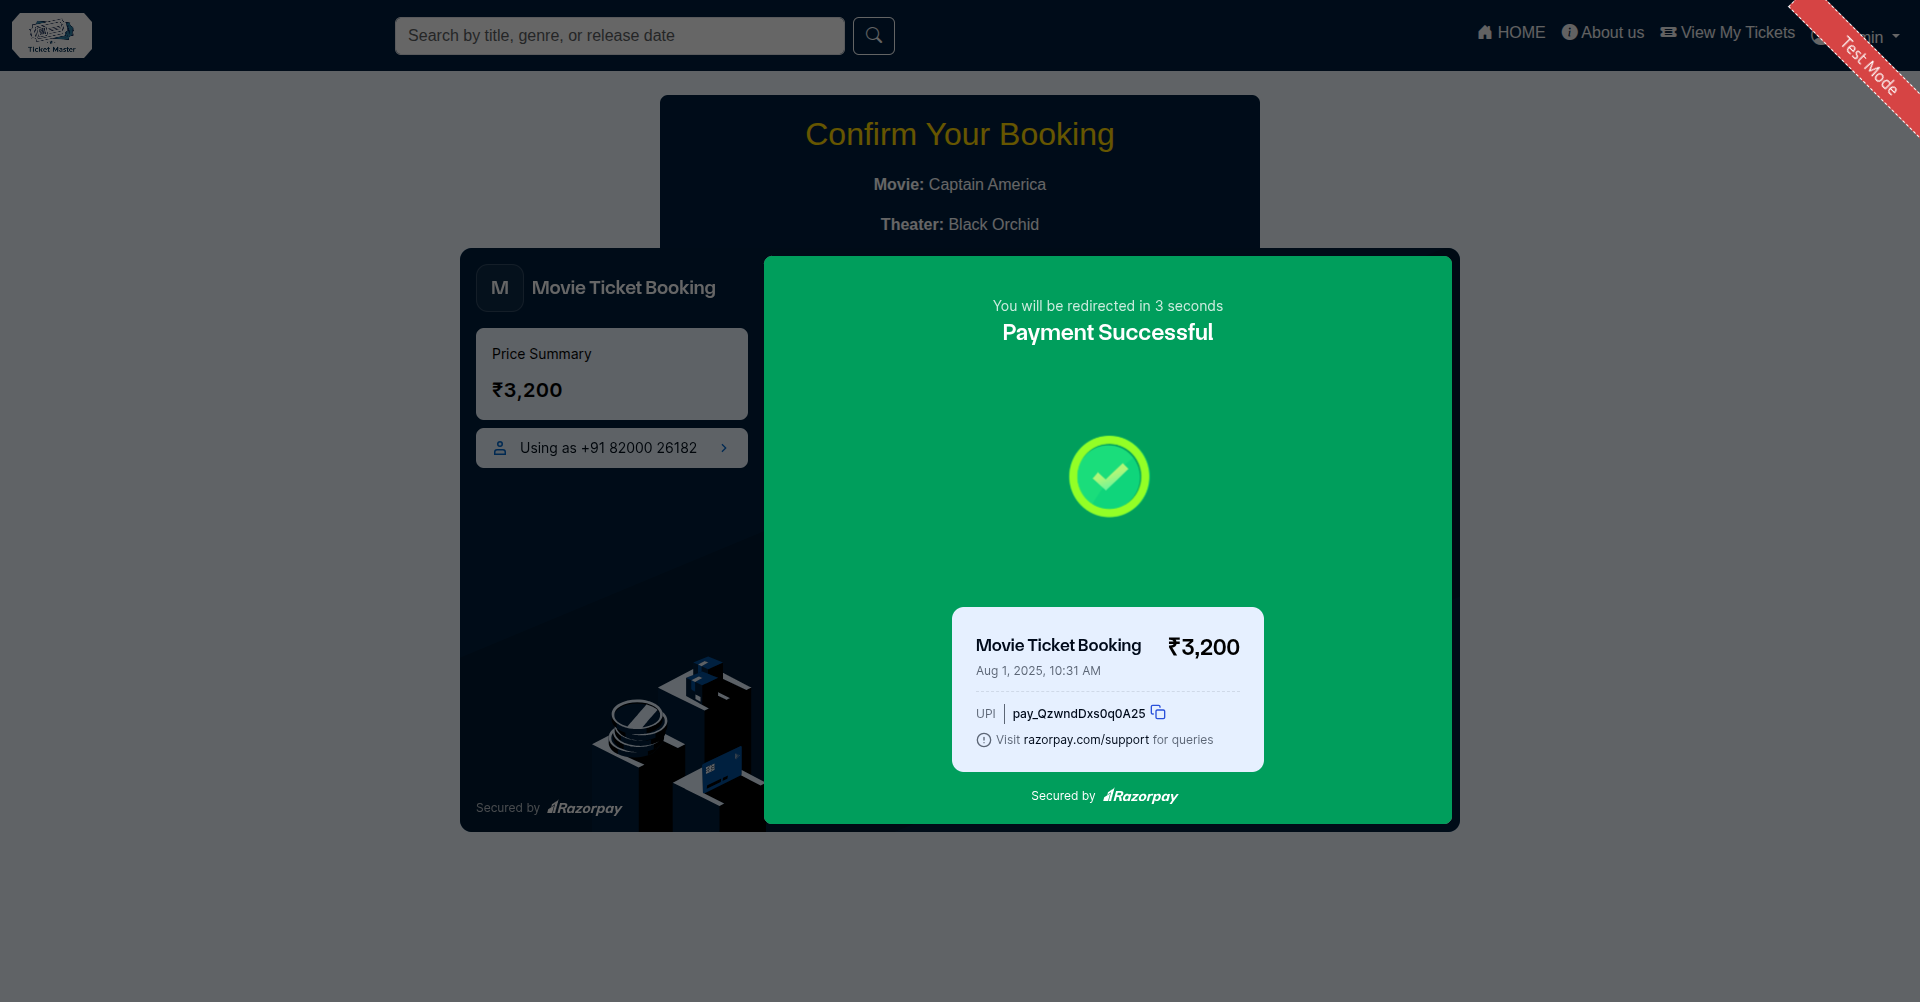 Ticket Master
Search by title, genre, or release date
HOME
About us
View My Tickets
Test Mode
Confirm Your Booking
Movie: Captain America
Theater: Black Orchid
M
Movie Ticket Booking
Price Summary
₹3,200
Using as +91 82000 26182
Secured by Razorpay
You will be redirected in 3 seconds
Payment Successful
Movie Ticket Booking
₹3,200
Aug 1, 2025, 10:31 AM
UPI
pay_QzwndDxs0q0A25
Visit razorpay.com/support for queries
Secured by Razorpay